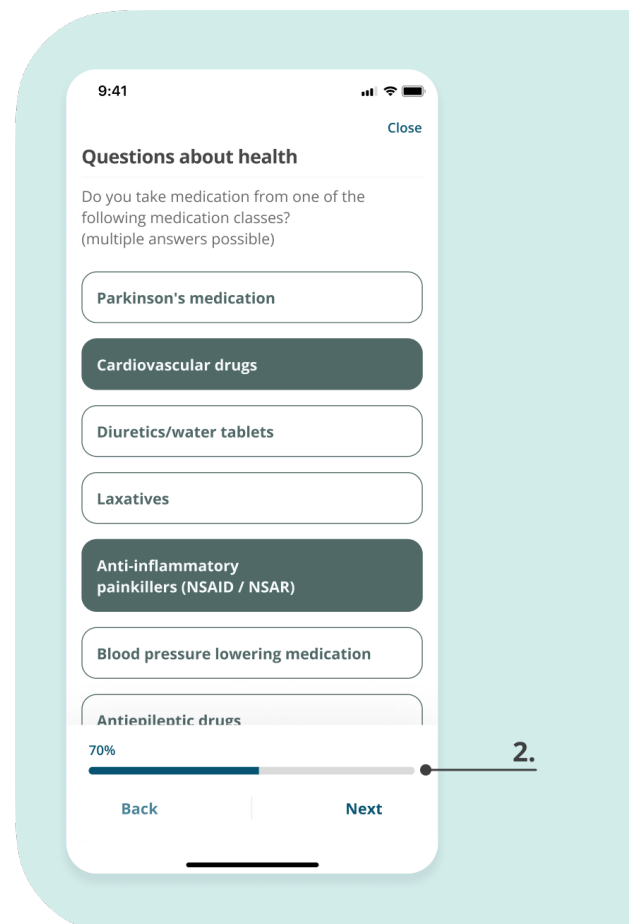 9:41
Close
Questions about health
Do you take medication from one of the
following medication classes?
(multiple answers possible)
Parkinson's medication
Cardiovascular drugs
Diuretics/water tablets
Laxatives
Anti-inflammatory
painkillers (NSAID / NSAR)
Blood pressure lowering medication
Antiepileptic drugs
70%
2.
Back
Next